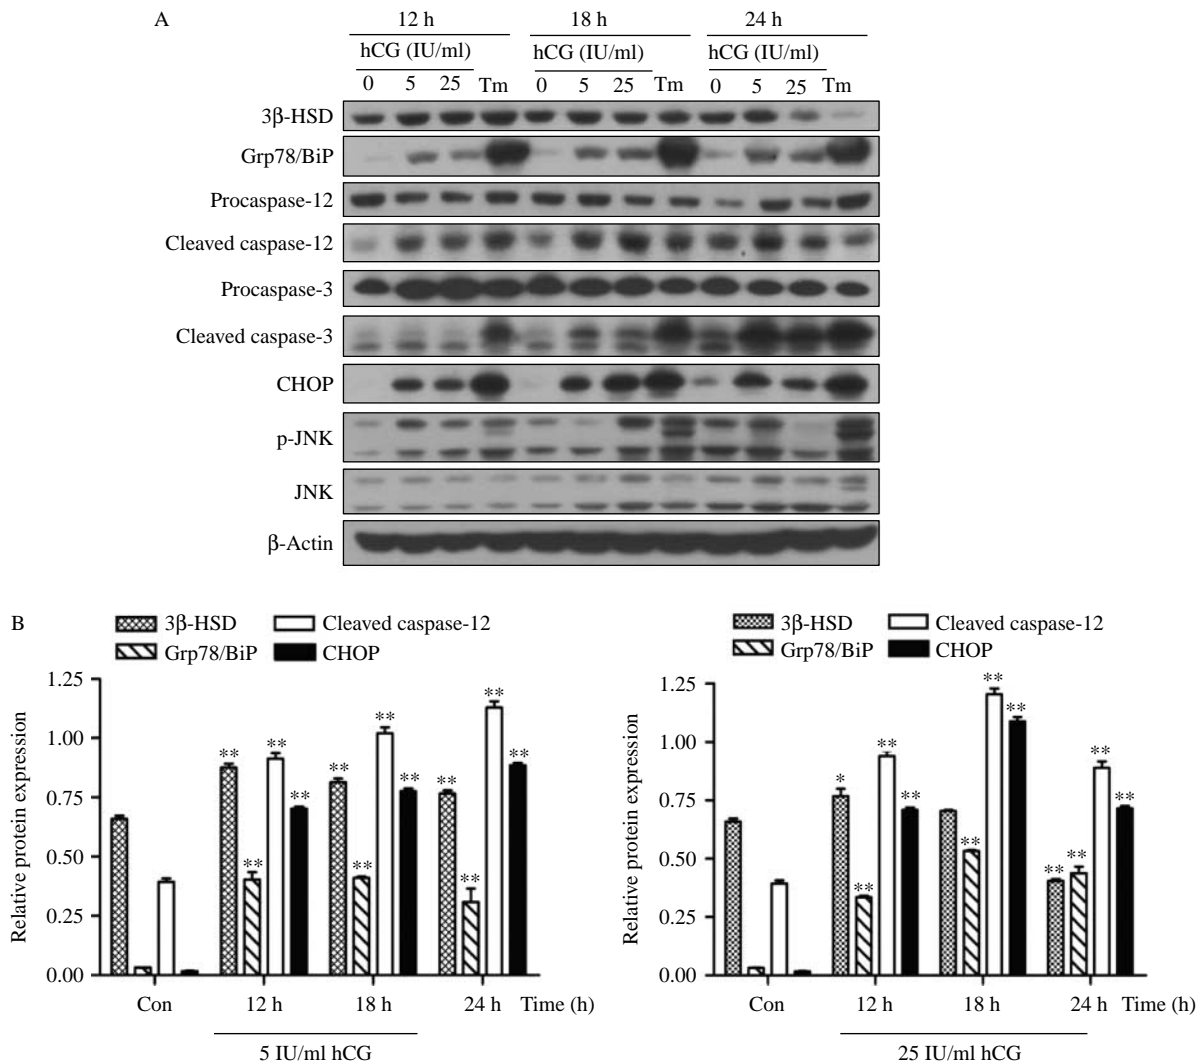 A
12 h 18 h 24 h
hCG (IU/ml) hCG (IU/ml) hCG (IU/ml)
0 5 25 Tm 0 5 25 Tm 0 5 25 Tm
3β-HSD
Grp78/BiP
Procaspase-12
Cleaved caspase-12
Procaspase-3
Cleaved caspase-3
CHOP
p-JNK
JNK
β-Actin
B
3β-HSD Cleaved caspase-12
Grp78/BiP CHOP
Relative protein expression
1.25
1.00
0.75
0.50
0.25
0.00
** ** ** **
** ** ** **
** ** ** **
Con 12 h 18 h 24 h Time (h)
5 IU/ml hCG
3β-HSD Cleaved caspase-12
Grp78/BiP CHOP
Relative protein expression
1.25
1.00
0.75
0.50
0.25
0.00
* ** ** **
** ** **
** ** ** **
Con 12 h 18 h 24 h Time (h)
25 IU/ml hCG